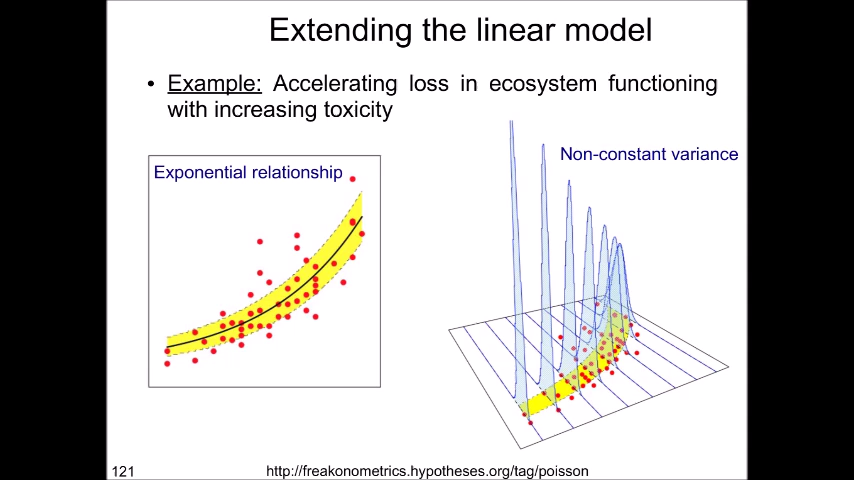 Extending the linear model
• Example: Accelerating loss in ecosystem functioning
with increasing toxicity
Exponential relationship
Non-constant variance
121
http://freakonometrics.hypotheses.org/tag/poisson